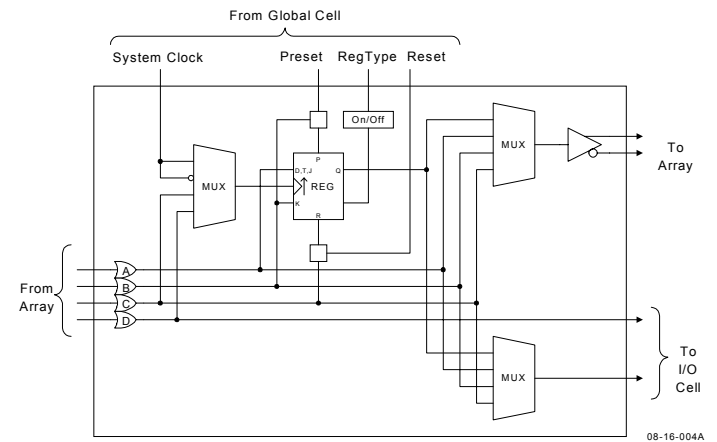 From Global Cell
System Clock
Preset
RegType
Reset
On/Off
P
D,T,J
Q
REG
K
R
MUX
MUX
To
Array
A
B
C
D
From
Array
MUX
To
I/O
Cell
08-16-004A